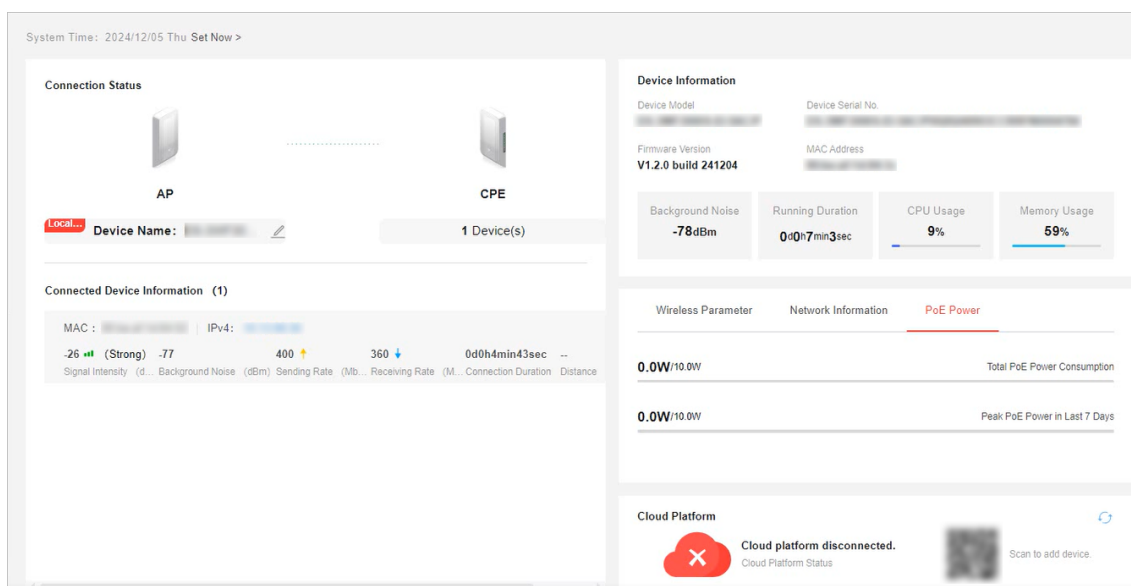 System Time: 2024/12/05 Thu Set Now >
Connection Status
AP
CPE
Local...
Device Name:
1 Device(s)
Connected Device Information (1)
MAC : | IPv4:
-26 (Strong) -77 400 360 0d0h4min43sec --
Signal Intensity (d... Background Noise (dBm) Sending Rate (Mb... Receiving Rate (M... Connection Duration Distance
Device Information
Device Model Device Serial No.
Firmware Version MAC Address
V1.2.0 build 241204
Background Noise Running Duration CPU Usage Memory Usage
-78dBm 0d0h7min3sec 9% 59%
Wireless Parameter Network Information PoE Power
0.0W/10.0W Total PoE Power Consumption
0.0W/10.0W Peak PoE Power in Last 7 Days
Cloud Platform
Cloud platform disconnected.
Cloud Platform Status
Scan to add device.